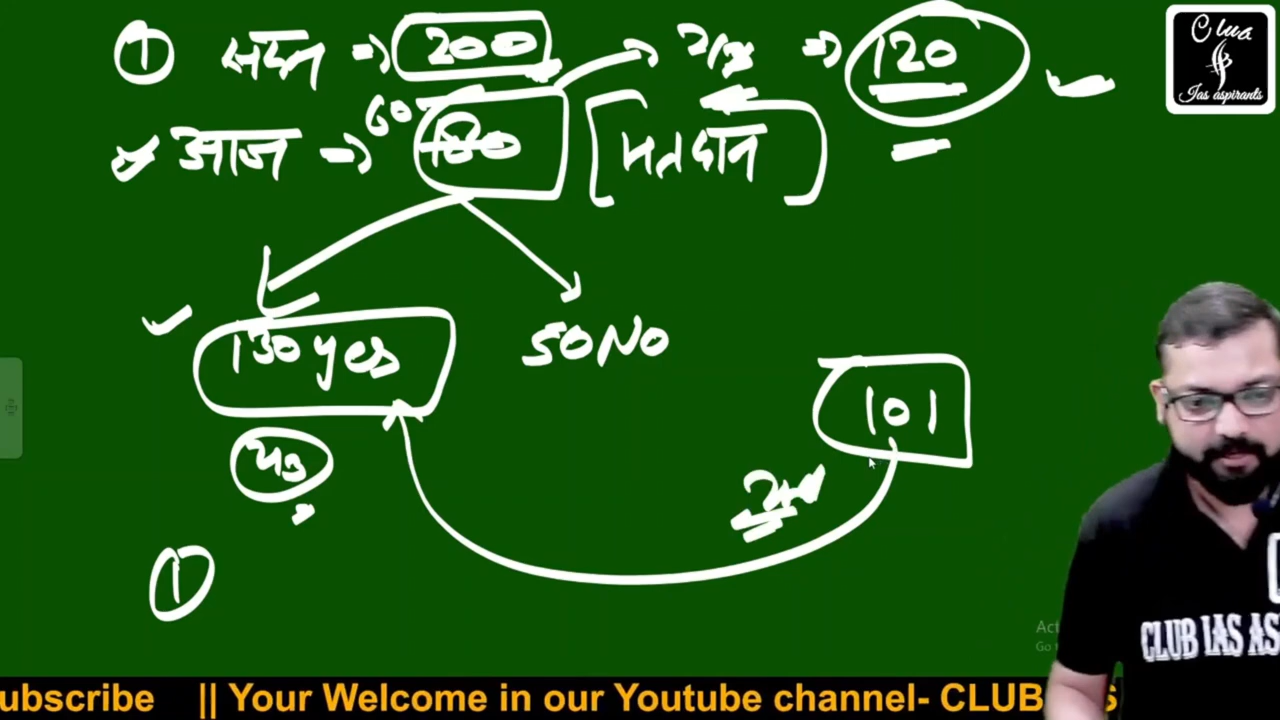 ① सदन ⇒ 200 → 2/3 ⇒ 120
Club
Ias aspirants
आज ⇒ 60 180 [मतदान]
130 yes
50 NO
101
①
CLUB IAS AS
ubscribe || Your Welcome in our Youtube channel- CLUB